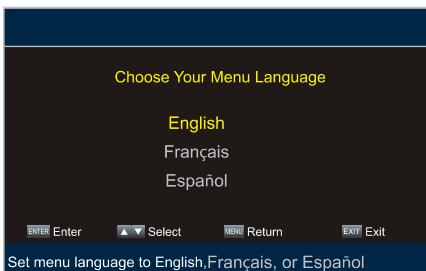 Choose Your Menu Language
English
Français
Español
ENTER Enter ▲ ▼ Select MENU Return EXIT Exit
Set menu language to English,Français, or Español